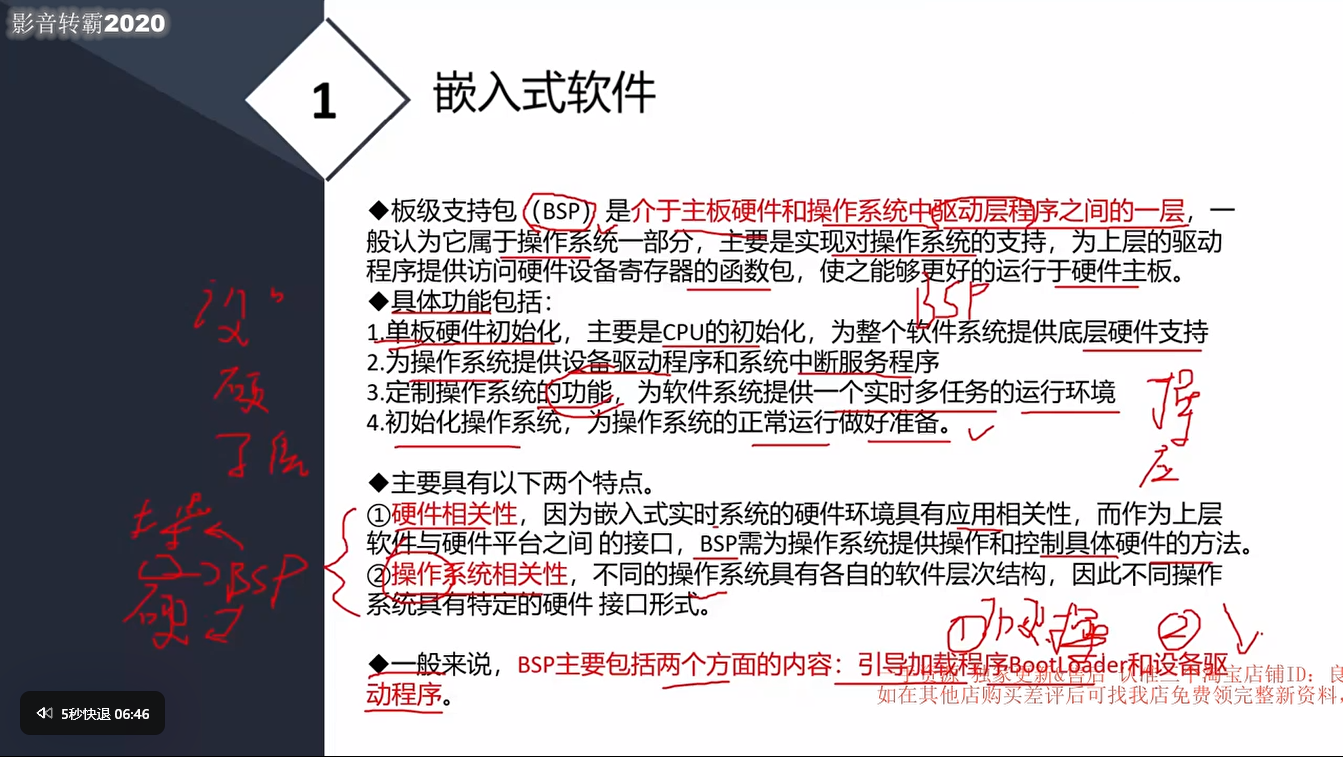 影音转霸2020
1
嵌入式软件
◆板级支持包（BSP）是介于主板硬件和操作系统中驱动层程序之间的一层，一
般认为它属于操作系统一部分，主要是实现对操作系统的支持，为上层的驱动
程序提供访问硬件设备寄存器的函数包，使之能够更好的运行于硬件主板。
◆具体功能包括：
BSP
1.单板硬件初始化，主要是CPU的初始化，为整个软件系统提供底层硬件支持
2.为操作系统提供设备驱动程序和系统中断服务程序
3.定制操作系统的功能，为软件系统提供一个实时多任务的运行环境
4.初始化操作系统，为操作系统的正常运行做好准备。
◆主要具有以下两个特点。
①硬件相关性，因为嵌入式实时系统的硬件环境具有应用相关性，而作为上层
软件与硬件平台之间 的接口，BSP需为操作系统提供操作和控制具体硬件的方法。
②操作系统相关性，不同的操作系统具有各自的软件层次结构，因此不同操作
系统具有特定的硬件 接口形式。
BSP
硬
① ②
◆一般来说，BSP主要包括两个方面的内容：引导加载程序BootLoader和设备驱
动程序。
独家更新&售后 认准二手淘宝店铺ID：良
如在其他店购买差评后可找我店免费领完整新资料，
5秒快退 06:46